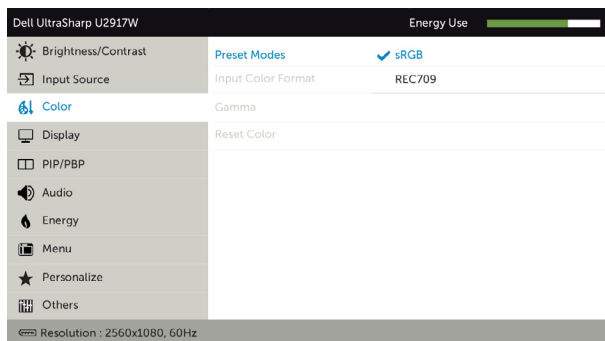 Dell UltraSharp U2917W Energy Use
Brightness/Contrast
Input Source
Color
Display
PIP/PBP
Audio
Energy
Menu
Personalize
Others
Preset Modes
Input Color Format
Gamma
Reset Color
sRGB
REC709
Resolution : 2560x1080, 60Hz